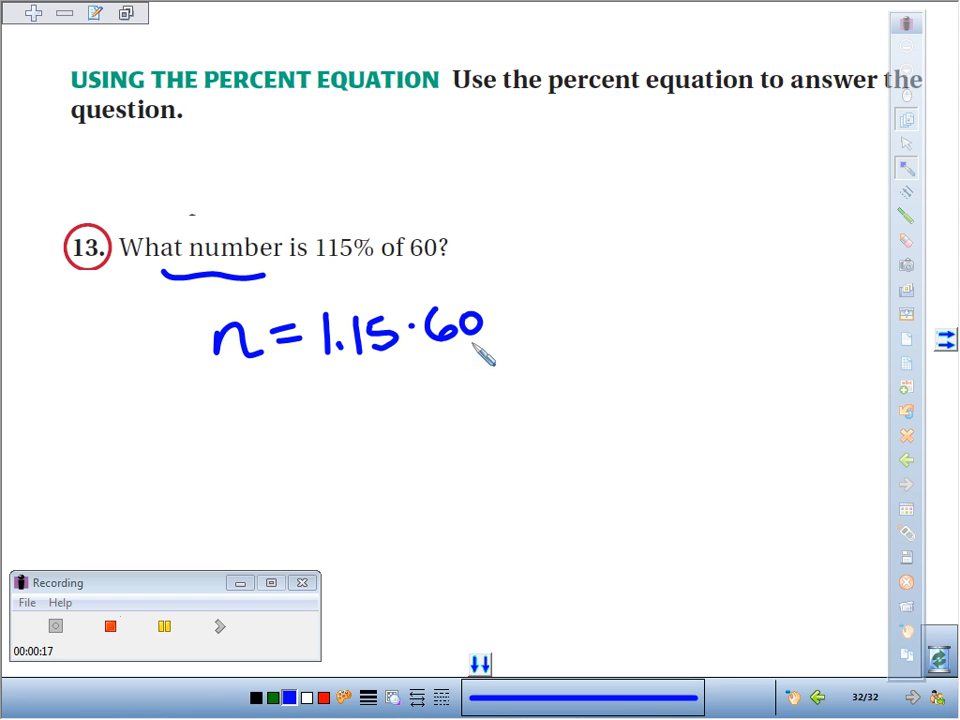 USING THE PERCENT EQUATION Use the percent equation to answer the
question.
13. What number is 115% of 60?
n = 1.15 · 60
Recording
File Help
00:00:17
32/32